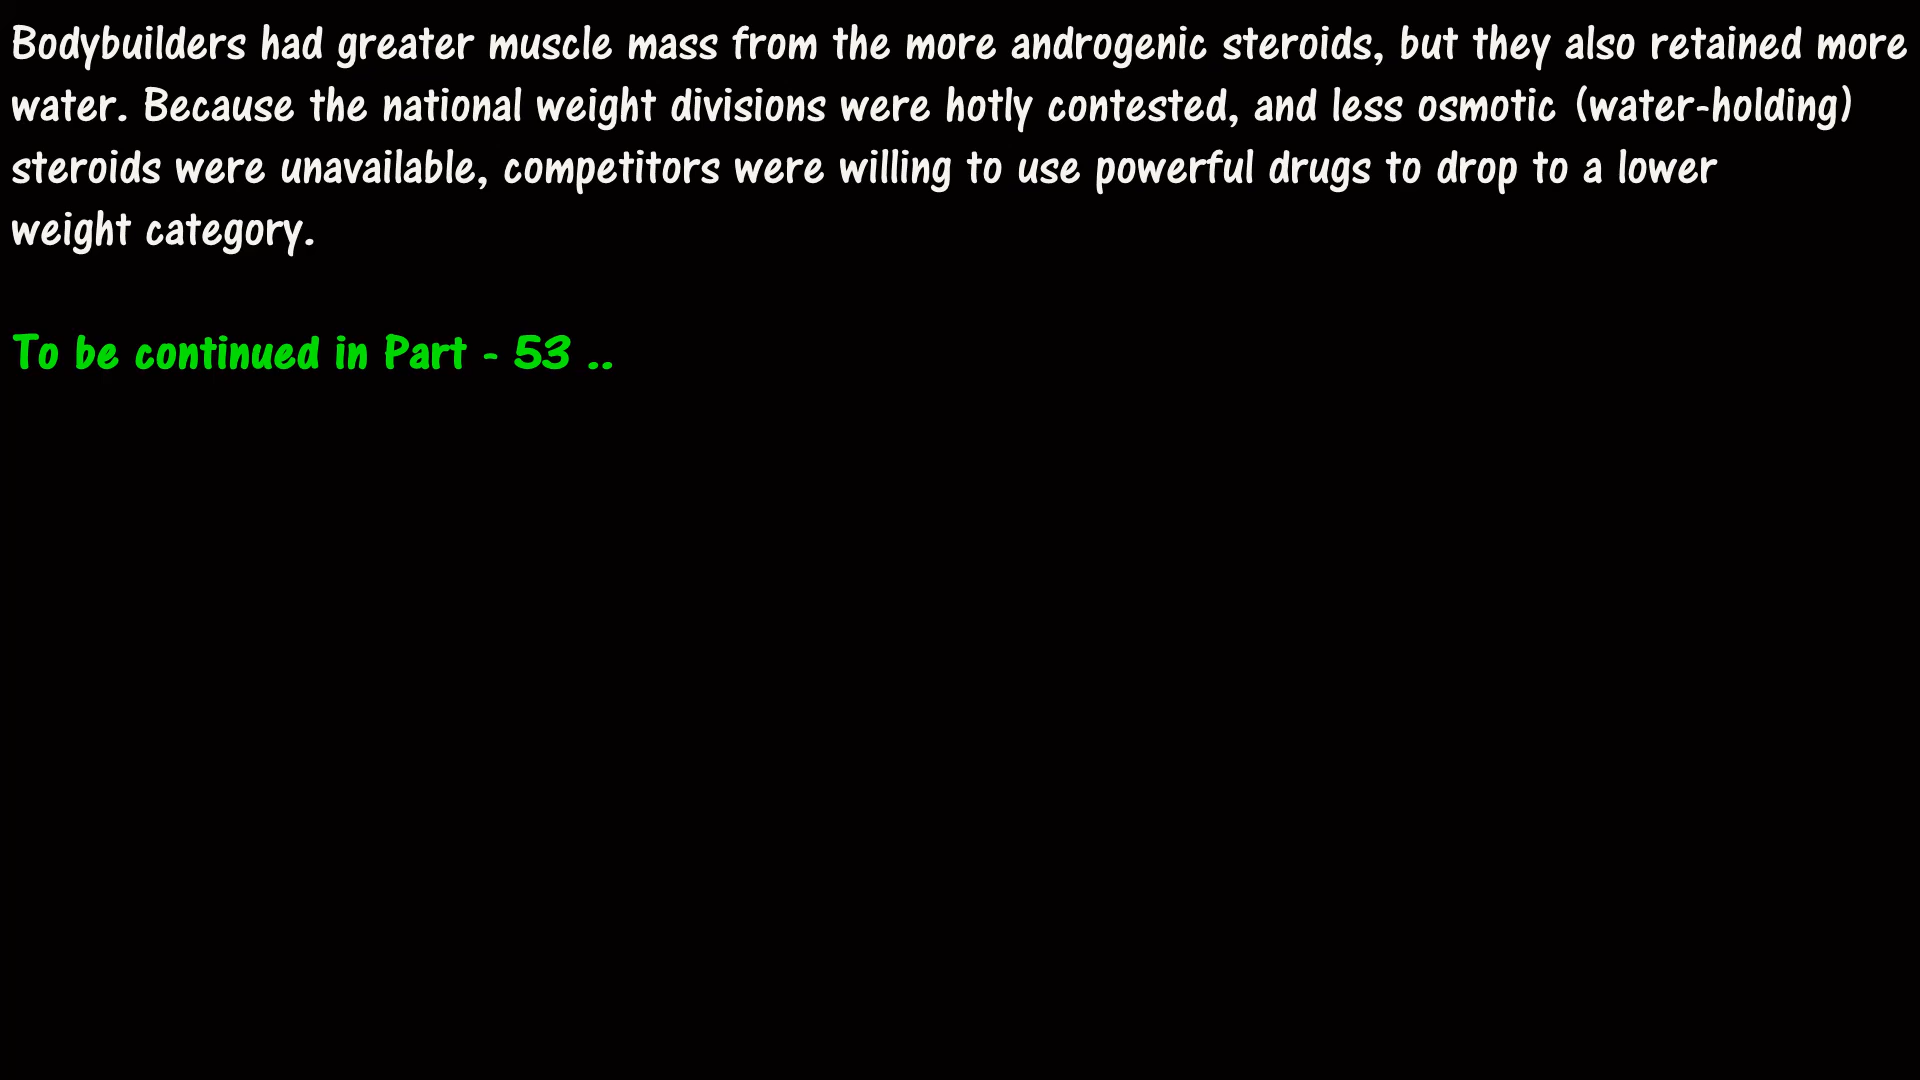 Bodybuilders had greater muscle mass from the more androgenic steroids, but they also retained more
water. Because the national weight divisions were hotly contested, and less osmotic (water-holding)
steroids were unavailable, competitors were willing to use powerful drugs to drop to a lower
weight category.
To be continued in Part - 53 ..